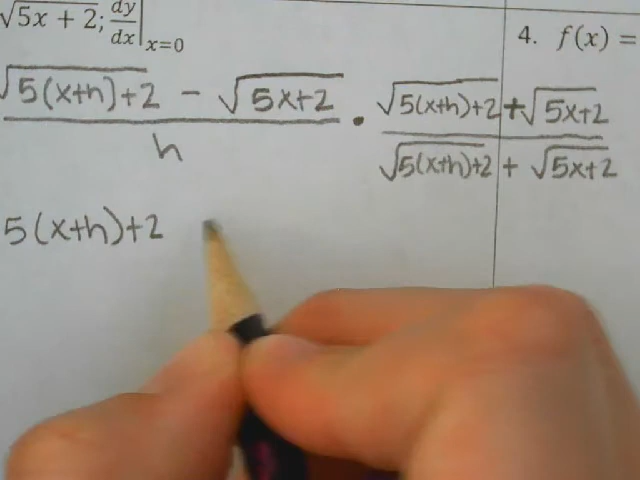 √5x + 2; dy/dx|x=0
4. f(x) =
√5(x+h)+2 - √5x+2 / h · √5(x+h)+2 + √5x+2 / √5(x+h)+2 + √5x+2
5(x+h)+2